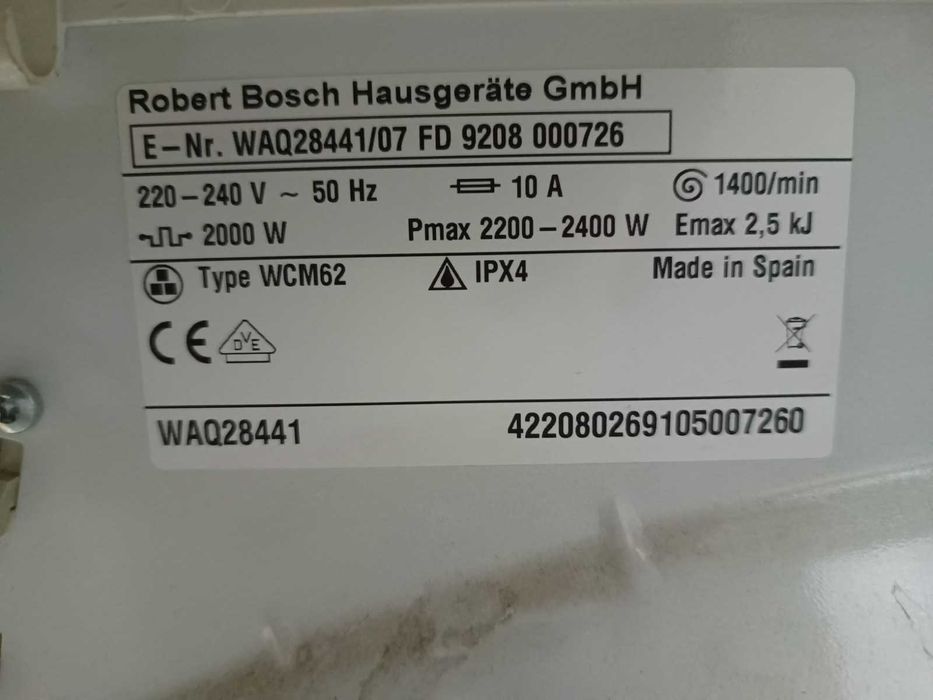 Robert Bosch Hausgeräte GmbH
E–Nr. WAQ28441/07 FD 9208 000726
220–240 V ~ 50 Hz 10 A 1400/min
2000 W Pmax 2200–2400 W Emax 2,5 kJ
Type WCM62 IPX4 Made in Spain
CE DVE
WAQ28441 422080269105007260